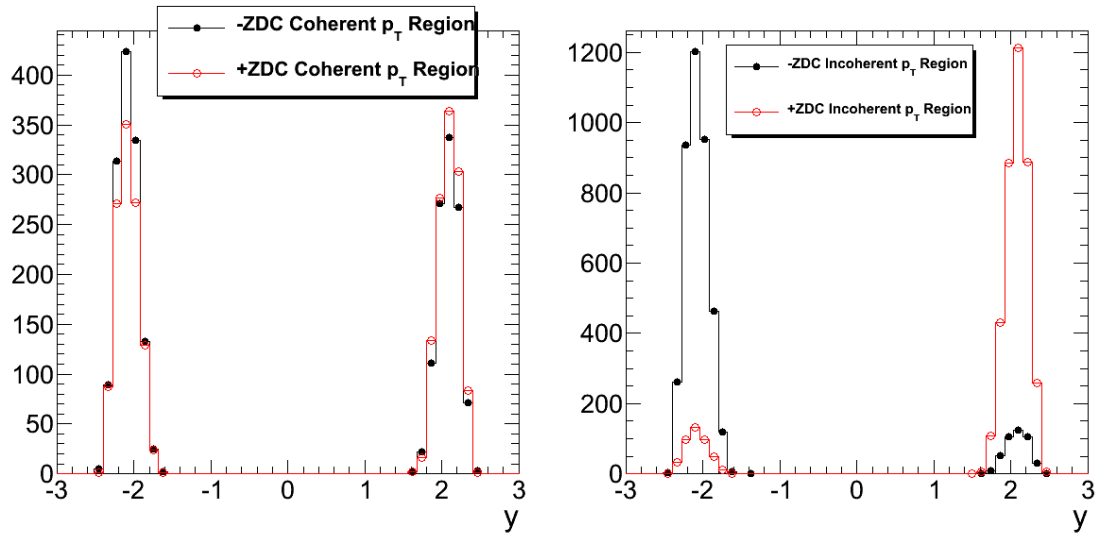 -ZDC Coherent p_T Region
+ZDC Coherent p_T Region
400
350
300
250
200
150
100
50
0
-3 -2 -1 0 1 2 3
y
-ZDC Incoherent p_T Region
+ZDC Incoherent p_T Region
1200
1000
800
600
400
200
0
-3 -2 -1 0 1 2 3
y